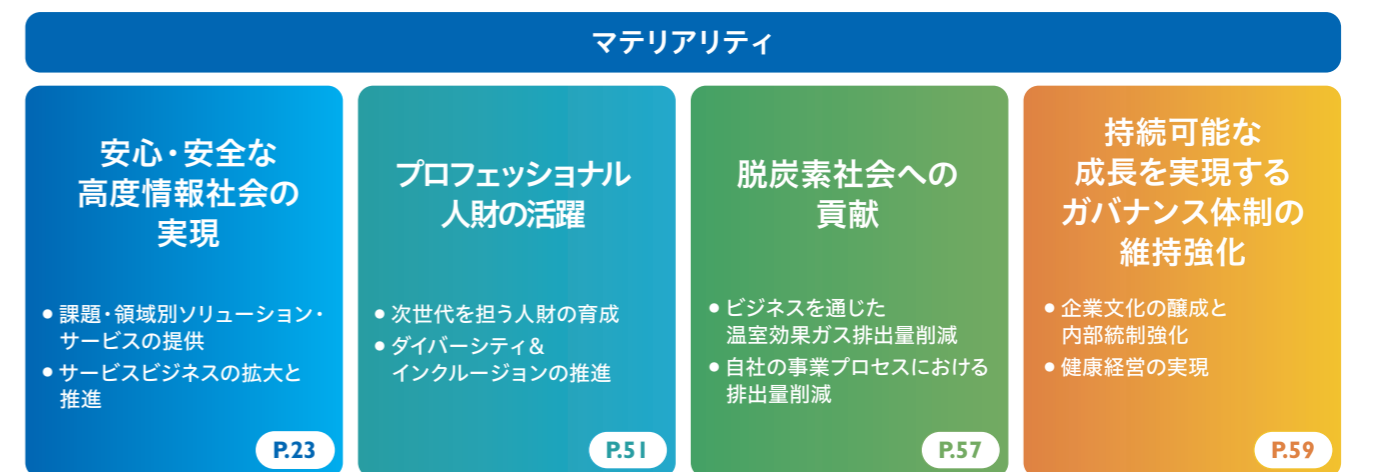 マテリアリティ
安心・安全な
高度情報社会の
実現
● 課題・領域別ソリューション・
サービスの提供
● サービスビジネスの拡大と
推進
P.23
プロフェッショナル
人財の活躍
● 次世代を担う人財の育成
● ダイバーシティ＆
インクルージョンの推進
P.51
脱炭素社会への
貢献
● ビジネスを通じた
温室効果ガス排出量削減
● 自社の事業プロセスにおける
排出量削減
P.57
持続可能な
成長を実現する
ガバナンス体制の
維持強化
● 企業文化の醸成と
内部統制強化
● 健康経営の実現
P.59